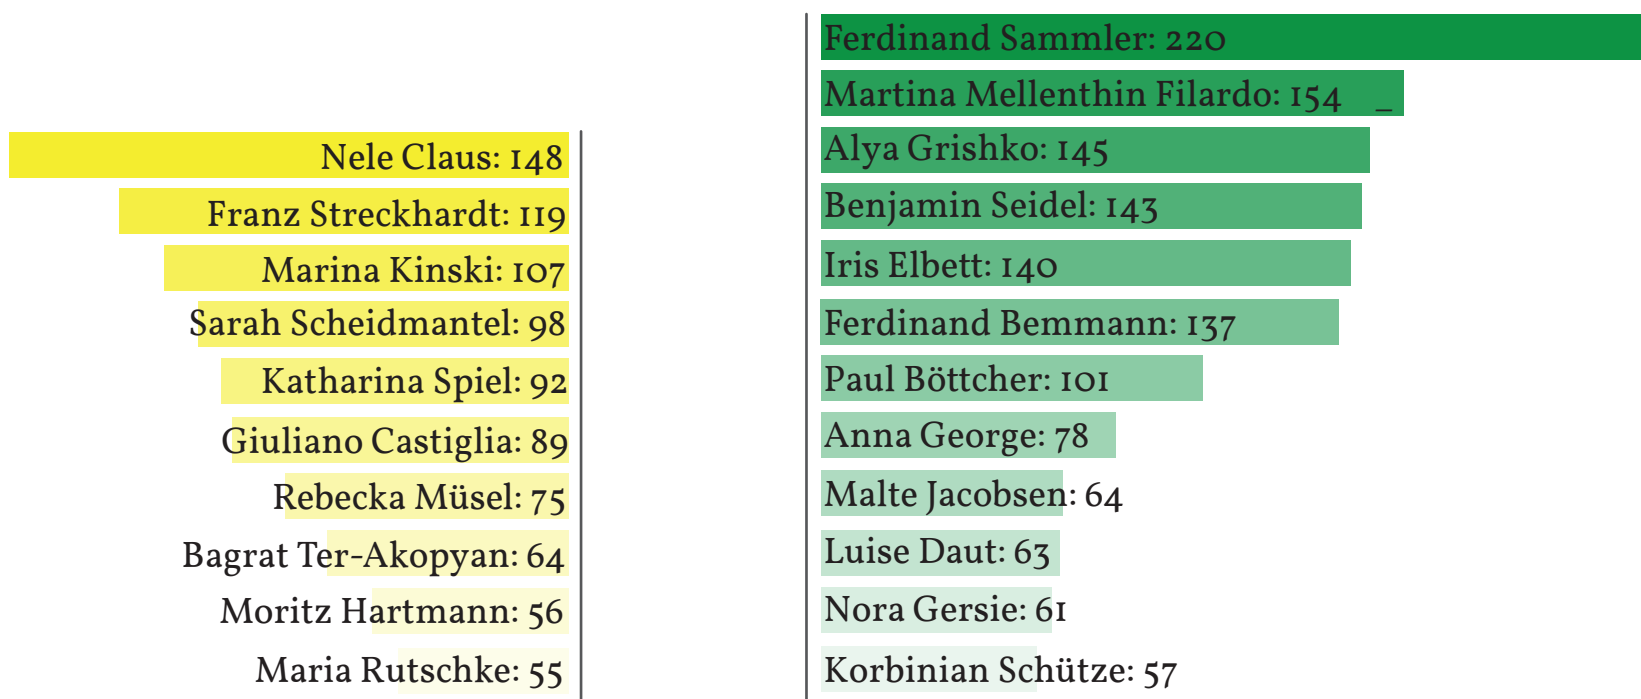 Nele Claus: 148
Franz Streckhardt: 119
Marina Kinski: 107
Sarah Scheidmantel: 98
Katharina Spiel: 92
Giuliano Castiglia: 89
Rebecka Müsel: 75
Bagrat Ter-Akopyan: 64
Moritz Hartmann: 56
Maria Rutschke: 55
Ferdinand Sammler: 220
Martina Mellenthin Filardo: 154 _
Alya Grishko: 145
Benjamin Seidel: 143
Iris Elbett: 140
Ferdinand Bemmann: 137
Paul Böttcher: 101
Anna George: 78
Malte Jacobsen: 64
Luise Daut: 63
Nora Gersie: 61
Korbinian Schütze: 57